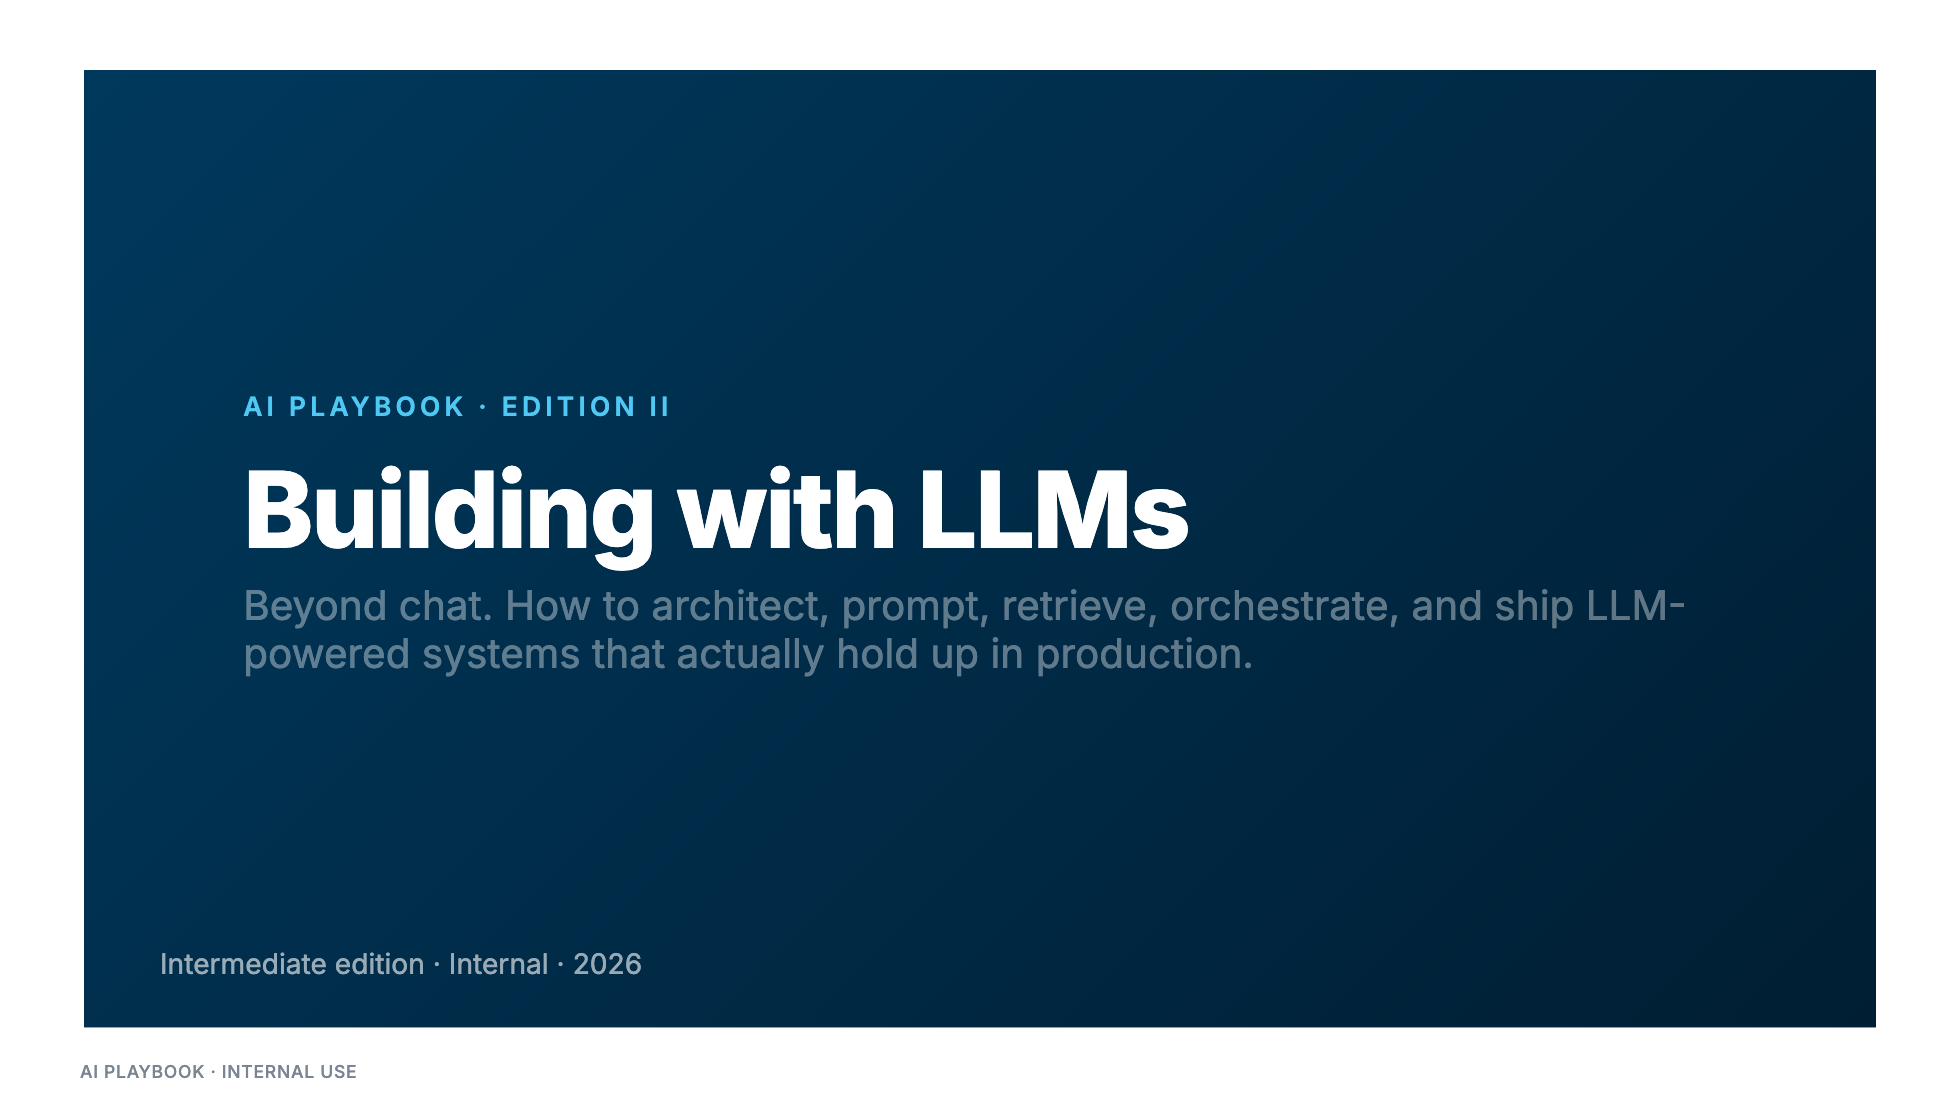 AI PLAYBOOK · EDITION II
Building with LLMs
Beyond chat. How to architect, prompt, retrieve, orchestrate, and ship LLM-
powered systems that actually hold up in production.
Intermediate edition · Internal · 2026
AI PLAYBOOK · INTERNAL USE